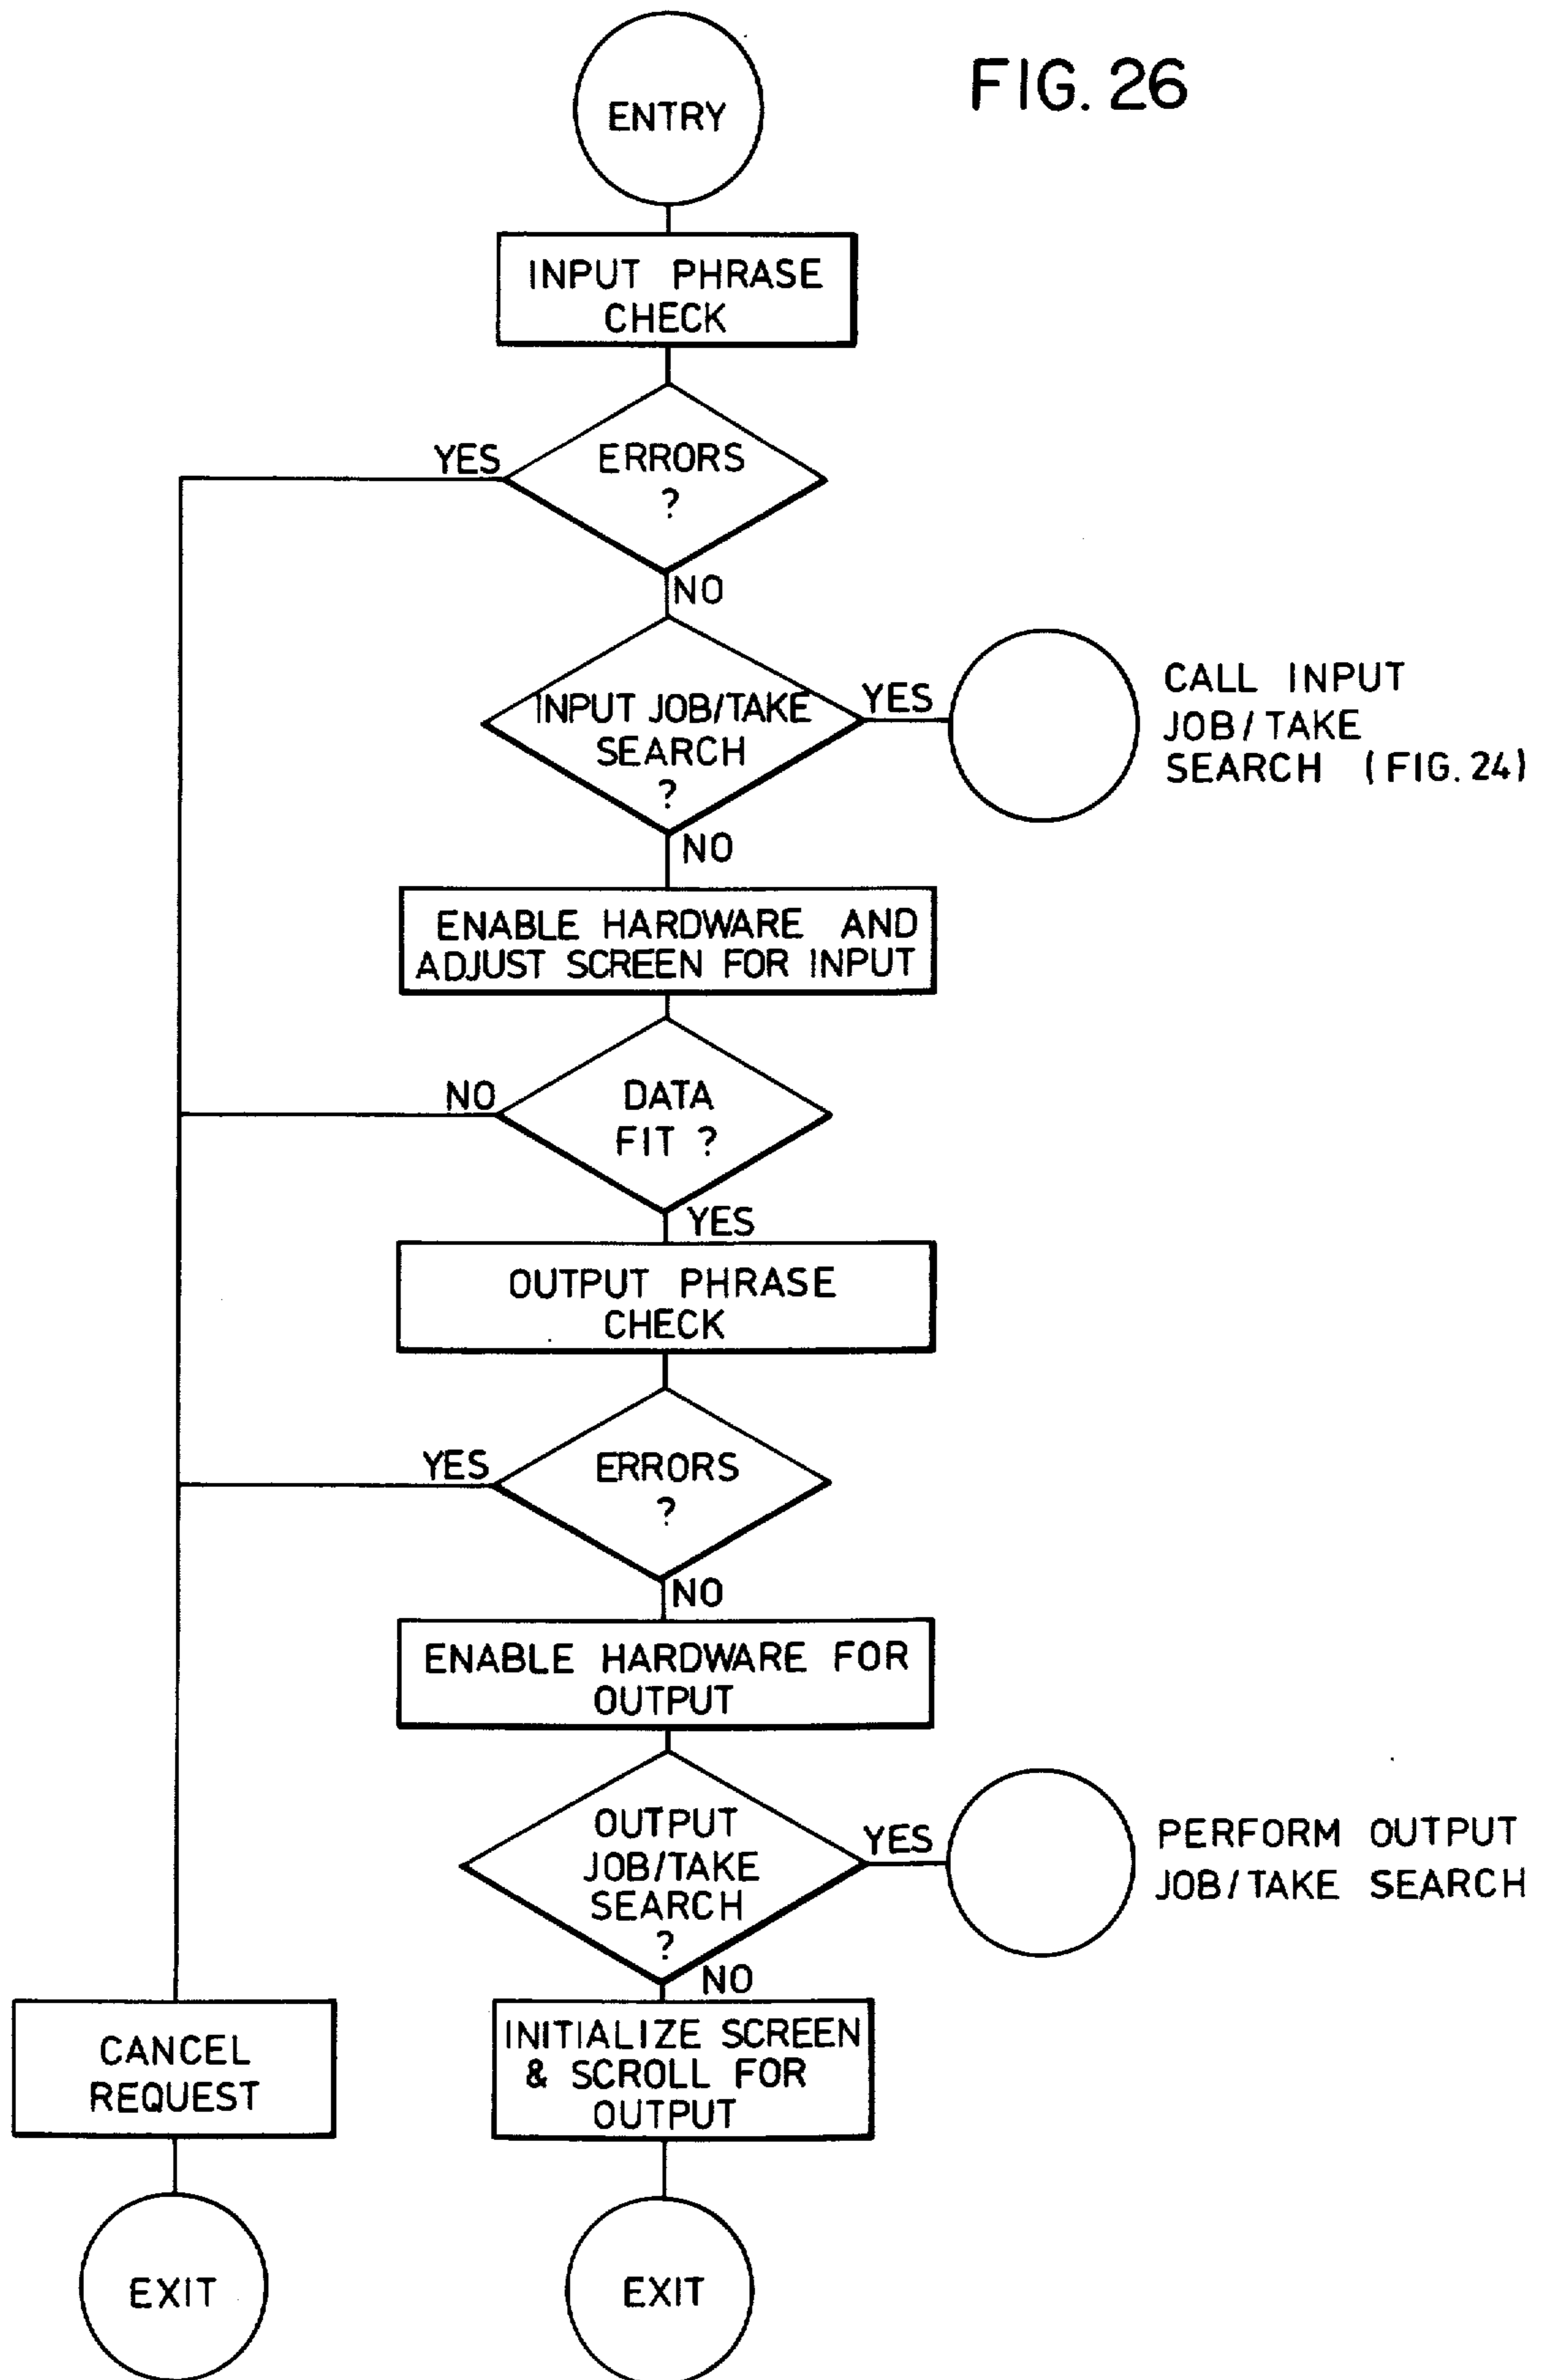 FIG. 26
ENTRY
INPUT PHRASE
CHECK
ERRORS
?
YES
NO
INPUT JOB/TAKE
SEARCH
?
YES
CALL INPUT
JOB/TAKE
SEARCH (FIG. 24)
NO
ENABLE HARDWARE AND
ADJUST SCREEN FOR INPUT
DATA
FIT ?
NO
YES
OUTPUT PHRASE
CHECK
ERRORS
?
YES
NO
ENABLE HARDWARE FOR
OUTPUT
OUTPUT
JOB/TAKE
SEARCH
?
YES
PERFORM OUTPUT
JOB/TAKE SEARCH
NO
CANCEL
REQUEST
INITIALIZE SCREEN
& SCROLL FOR
OUTPUT
EXIT
EXIT